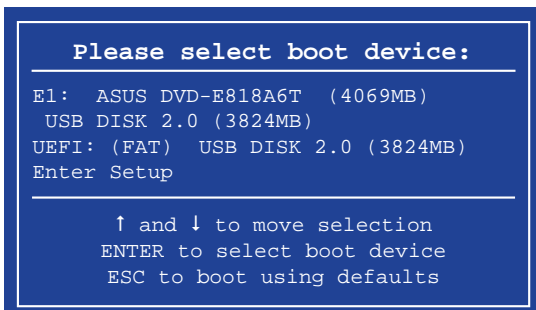 Please select boot device:
E1: ASUS DVD-E818A6T (4069MB)
USB DISK 2.0 (3824MB)
UEFI: (FAT) USB DISK 2.0 (3824MB)
Enter Setup
↑ and ↓ to move selection
ENTER to select boot device
ESC to boot using defaults